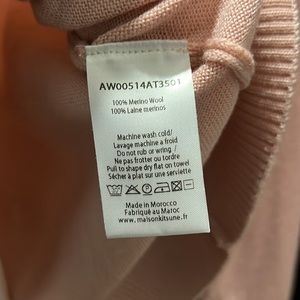 AW00514AT3501
100% Merino Wool
100% Laine merinos
Machine wash cold/
Lavage machine a froid
Do not rub or wring /
Ne pas frotter ou tordre
Pull to shape dry flat on towel/
Sécher à plat sur une serviette
Made in Morocco
Fabriqué au Maroc
www.maisonkitsune.fr